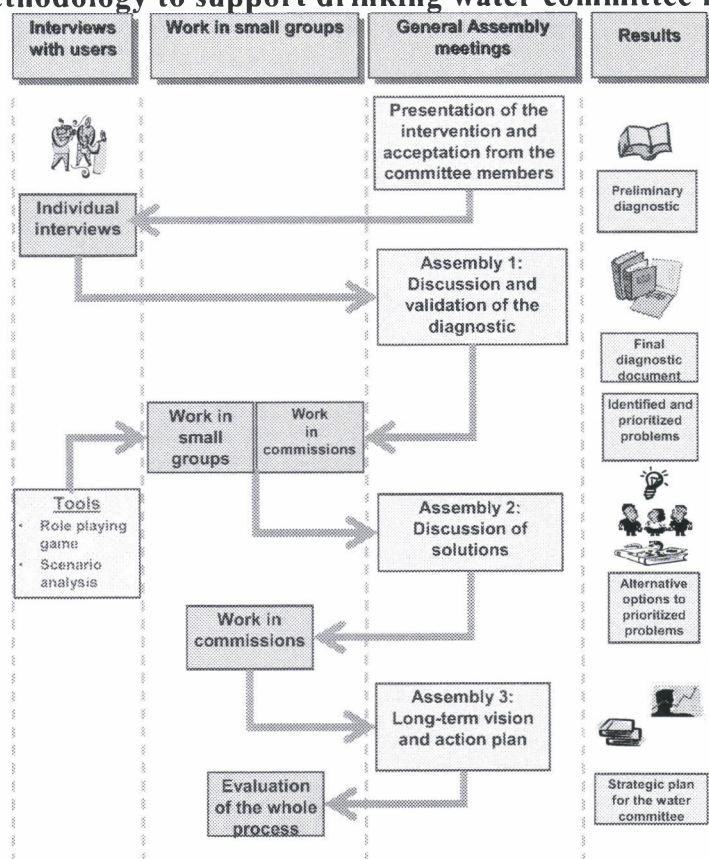 to support drinking water committee
Interviews
with users
Work in small groups
General Assembly
meetings
Results
Presentation of the
intervention and
acceptation from the
committee members
Preliminary
diagnostic
Individual
interviews
Assembly 1:
Discussion and
validation of the
diagnostic
Final
diagnostic
document
Work in
small
groups
Work
in
commissions
Identified and
prioritized
problems
Tools
• Role playing
game
• Scenario
analysis
Assembly 2:
Discussion of
solutions
Alternative
options to
prioritized
problems
Work in
commissions
Assembly 3:
Long-term vision
and action plan
Evaluation
of the whole
process
Strategic plan
for the water
committee